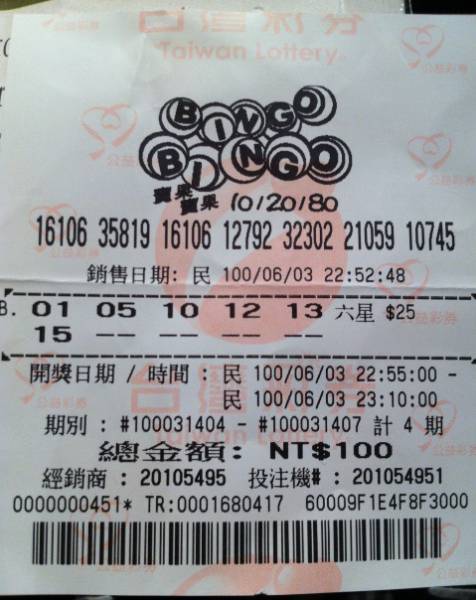 台灣彩券
Taiwan Lottery
公益彩券
BINGO
BINGO
賓果
賓果 10/20/80
16106 35819 16106 12792 32302 21059 10745
銷售日期: 民 100/06/03 22:52:48
B. 01 05 10 12 13 六星 $25
15 -- -- -- --
開獎日期 / 時間 : 民 100/06/03 22:55:00 -
民 100/06/03 23:10:00
期別 : #100031404 - #100031407 計 4 期
總金額: NT$100
經銷商 : 20105495 投注機# : 201054951
0000000451* TR:0001680417 60009F1E4F8F3000